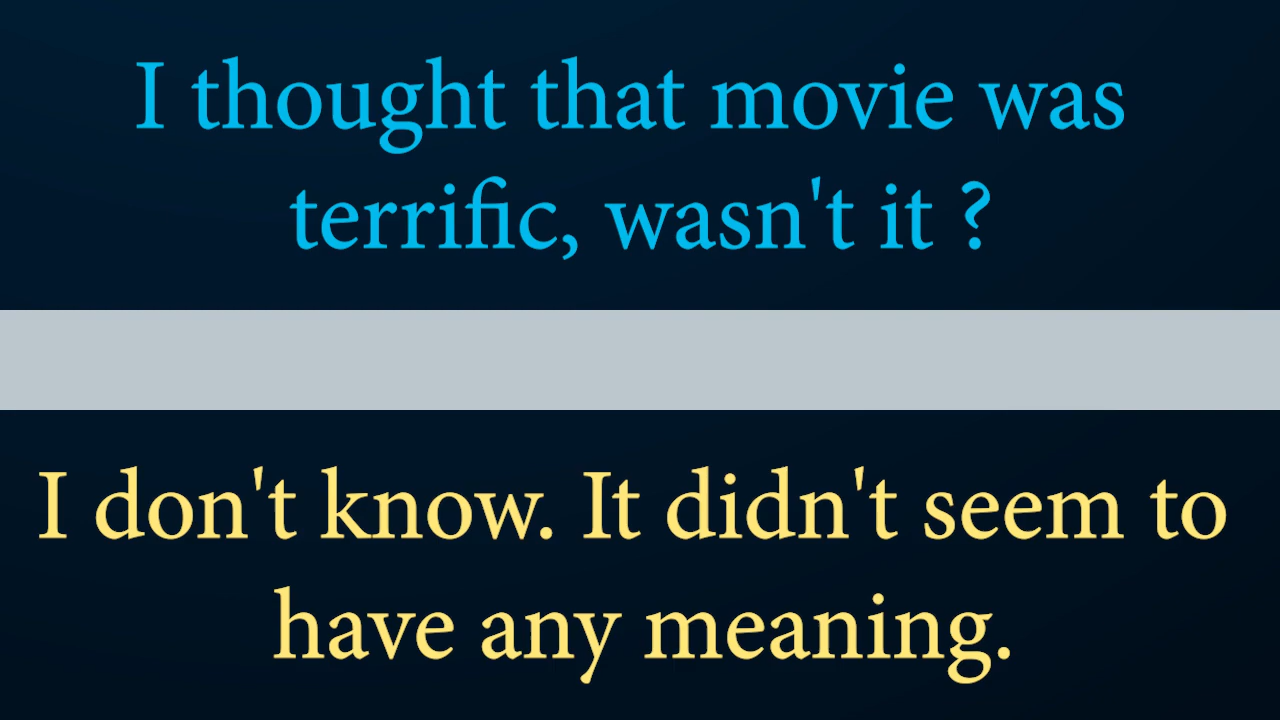 I thought that movie was
terrific, wasn't it ?
I don't know. It didn't seem to
have any meaning.